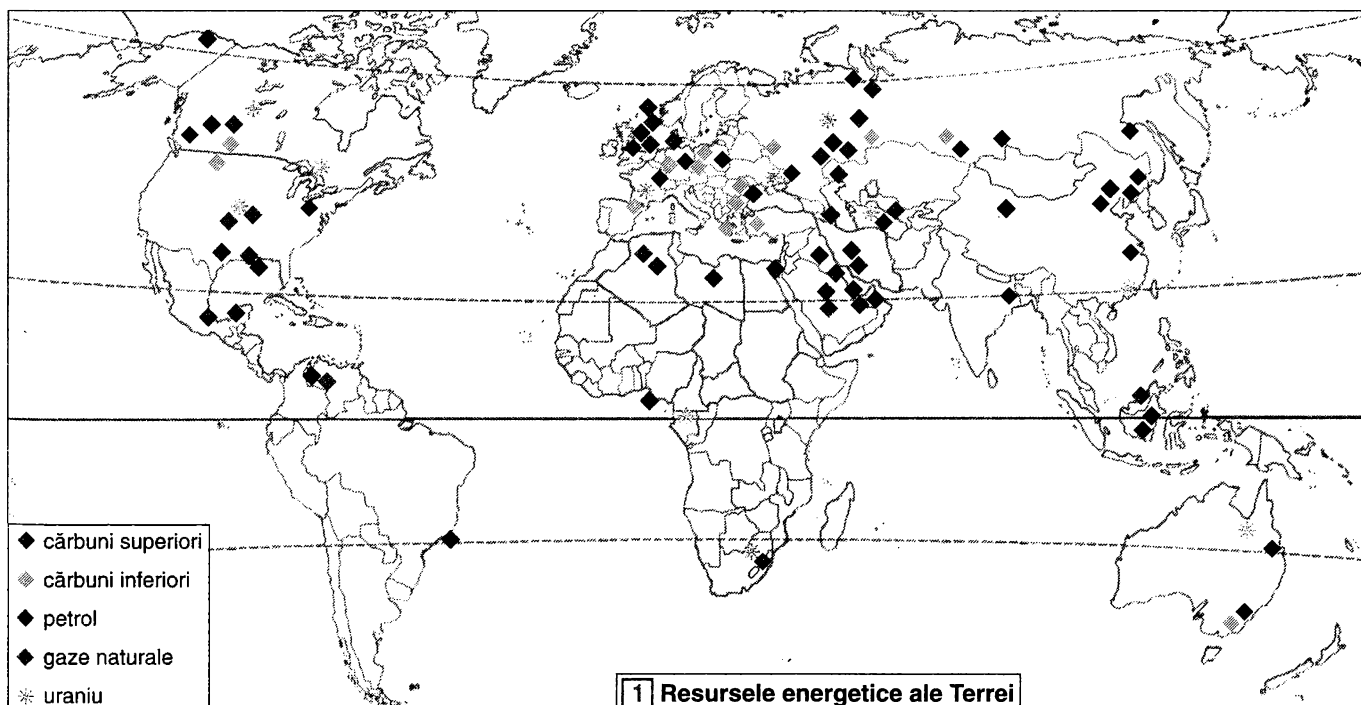 cărbuni superiori
cărbuni inferiori
petrol
gaze naturale
uraniu
1 Resursele energetice ale Terrei